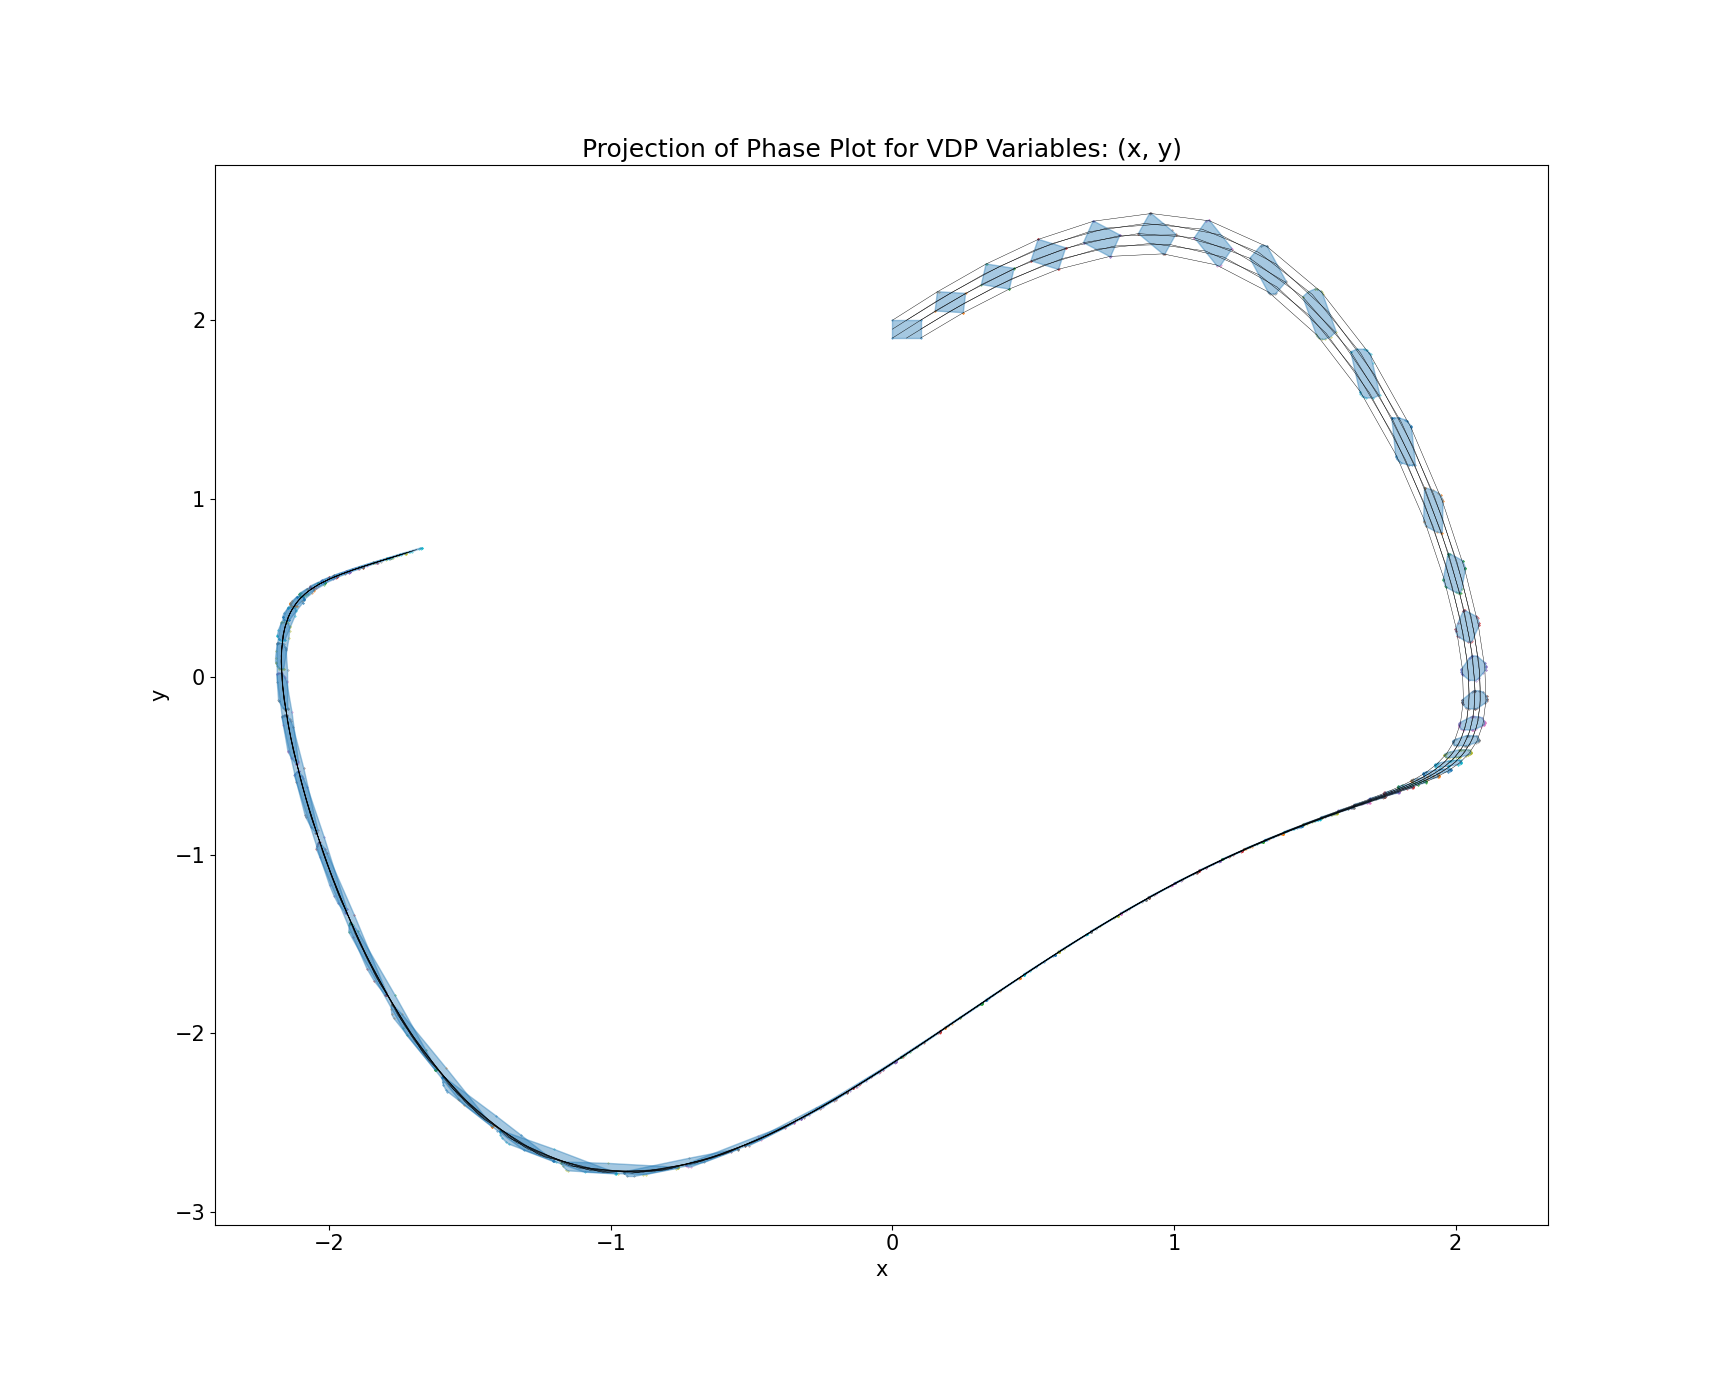 Projection of Phase Plot for VDP Variables: (x, y)
2
1
0
−1
−2
−3
y
−2 −1 0 1 2
x